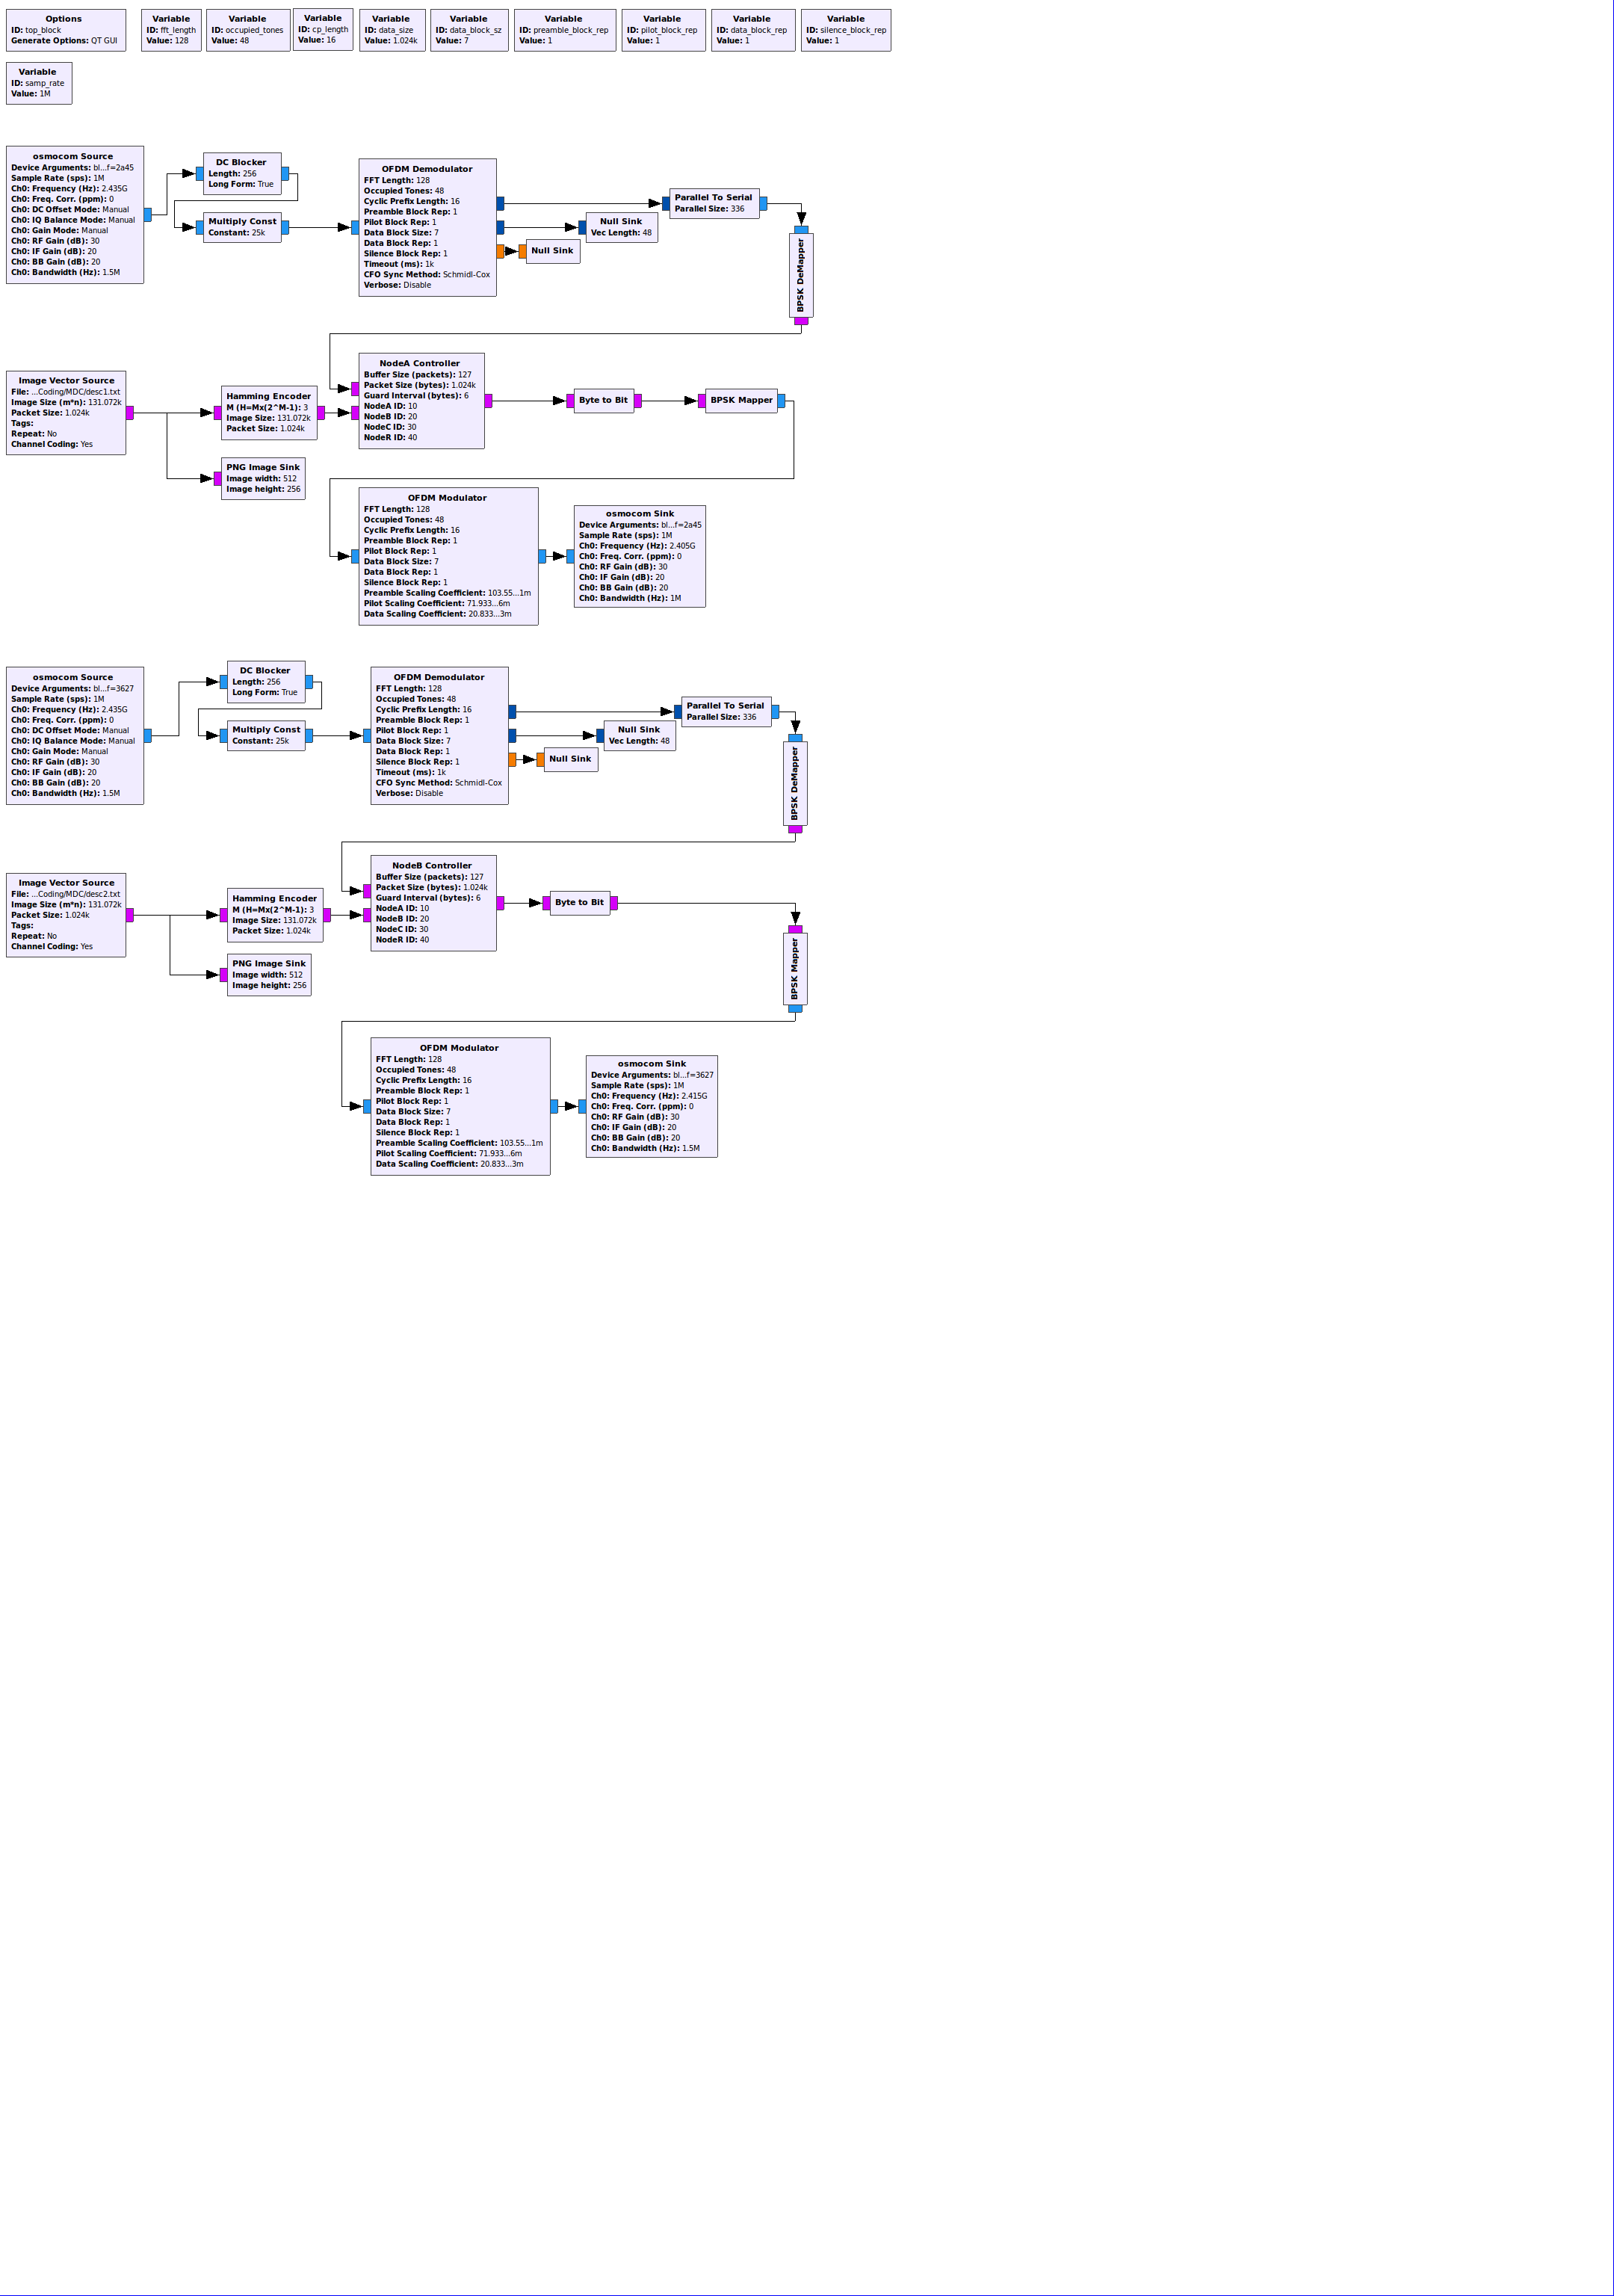 Options
ID: top_block
Generate Options: QT GUI
Variable
ID: fft_length
Value: 128
Variable
ID: occupied_tones
Value: 48
Variable
ID: cp_length
Value: 16
Variable
ID: data_size
Value: 1.024k
Variable
ID: data_block_sz
Value: 7
Variable
ID: preamble_block_rep
Value: 1
Variable
ID: pilot_block_rep
Value: 1
Variable
ID: data_block_rep
Value: 1
Variable
ID: silence_block_rep
Value: 1
Variable
ID: samp_rate
Value: 1M
osmocom Source
Device Arguments: bl...f=2a45
Sample Rate (sps): 1M
Ch0: Frequency (Hz): 2.435G
Ch0: Freq. Corr. (ppm): 0
Ch0: DC Offset Mode: Manual
Ch0: IQ Balance Mode: Manual
Ch0: Gain Mode: Manual
Ch0: RF Gain (dB): 30
Ch0: IF Gain (dB): 20
Ch0: BB Gain (dB): 20
Ch0: Bandwidth (Hz): 1.5M
DC Blocker
Length: 256
Long Form: True
Multiply Const
Constant: 25k
OFDM Demodulator
FFT Length: 128
Occupied Tones: 48
Cyclic Prefix Length: 16
Preamble Block Rep: 1
Pilot Block Rep: 1
Data Block Size: 7
Data Block Rep: 1
Silence Block Rep: 1
Timeout (ms): 1k
CFO Sync Method: Schmidl-Cox
Verbose: Disable
Parallel To Serial
Parallel Size: 336
Null Sink
Vec Length: 48
Null Sink
BPSK DeMapper
Image Vector Source
File: ...Coding/MDC/desc1.txt
Image Size (m*n): 131.072k
Packet Size: 1.024k
Tags:
Repeat: No
Channel Coding: Yes
Hamming Encoder
M (H=Mx(2^M-1): 3
Image Size: 131.072k
Packet Size: 1.024k
PNG Image Sink
Image width: 512
Image height: 256
NodeA Controller
Buffer Size (packets): 127
Packet Size (bytes): 1.024k
Guard Interval (bytes): 6
NodeA ID: 10
NodeB ID: 20
NodeC ID: 30
NodeR ID: 40
Byte to Bit
BPSK Mapper
OFDM Modulator
FFT Length: 128
Occupied Tones: 48
Cyclic Prefix Length: 16
Preamble Block Rep: 1
Pilot Block Rep: 1
Data Block Size: 7
Data Block Rep: 1
Silence Block Rep: 1
Preamble Scaling Coefficient: 103.55...1m
Pilot Scaling Coefficient: 71.933...6m
Data Scaling Coefficient: 20.833...3m
osmocom Sink
Device Arguments: bl...f=2a45
Sample Rate (sps): 1M
Ch0: Frequency (Hz): 2.405G
Ch0: Freq. Corr. (ppm): 0
Ch0: RF Gain (dB): 30
Ch0: IF Gain (dB): 20
Ch0: BB Gain (dB): 20
Ch0: Bandwidth (Hz): 1M
osmocom Source
Device Arguments: bl...f=3627
Sample Rate (sps): 1M
Ch0: Frequency (Hz): 2.435G
Ch0: Freq. Corr. (ppm): 0
Ch0: DC Offset Mode: Manual
Ch0: IQ Balance Mode: Manual
Ch0: Gain Mode: Manual
Ch0: RF Gain (dB): 30
Ch0: IF Gain (dB): 20
Ch0: BB Gain (dB): 20
Ch0: Bandwidth (Hz): 1.5M
DC Blocker
Length: 256
Long Form: True
Multiply Const
Constant: 25k
OFDM Demodulator
FFT Length: 128
Occupied Tones: 48
Cyclic Prefix Length: 16
Preamble Block Rep: 1
Pilot Block Rep: 1
Data Block Size: 7
Data Block Rep: 1
Silence Block Rep: 1
Timeout (ms): 1k
CFO Sync Method: Schmidl-Cox
Verbose: Disable
Parallel To Serial
Parallel Size: 336
Null Sink
Vec Length: 48
Null Sink
BPSK DeMapper
Image Vector Source
File: ...Coding/MDC/desc2.txt
Image Size (m*n): 131.072k
Packet Size: 1.024k
Tags:
Repeat: No
Channel Coding: Yes
Hamming Encoder
M (H=Mx(2^M-1): 3
Image Size: 131.072k
Packet Size: 1.024k
PNG Image Sink
Image width: 512
Image height: 256
NodeB Controller
Buffer Size (packets): 127
Packet Size (bytes): 1.024k
Guard Interval (bytes): 6
NodeA ID: 10
NodeB ID: 20
NodeC ID: 30
NodeR ID: 40
Byte to Bit
BPSK Mapper
OFDM Modulator
FFT Length: 128
Occupied Tones: 48
Cyclic Prefix Length: 16
Preamble Block Rep: 1
Pilot Block Rep: 1
Data Block Size: 7
Data Block Rep: 1
Silence Block Rep: 1
Preamble Scaling Coefficient: 103.55...1m
Pilot Scaling Coefficient: 71.933...6m
Data Scaling Coefficient: 20.833...3m
osmocom Sink
Device Arguments: bl...f=3627
Sample Rate (sps): 1M
Ch0: Frequency (Hz): 2.415G
Ch0: Freq. Corr. (ppm): 0
Ch0: RF Gain (dB): 30
Ch0: IF Gain (dB): 20
Ch0: BB Gain (dB): 20
Ch0: Bandwidth (Hz): 1.5M